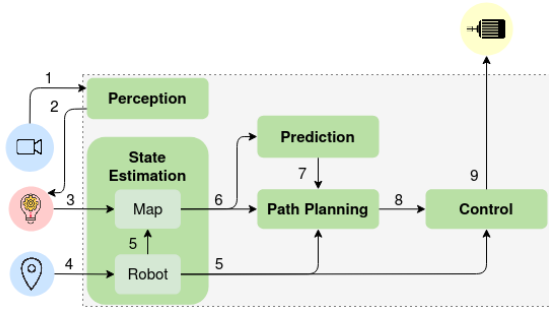 1
Perception
2
Prediction
State
Estimation
7
9
3
Map
6
Path Planning
8
Control
5
4
Robot
5